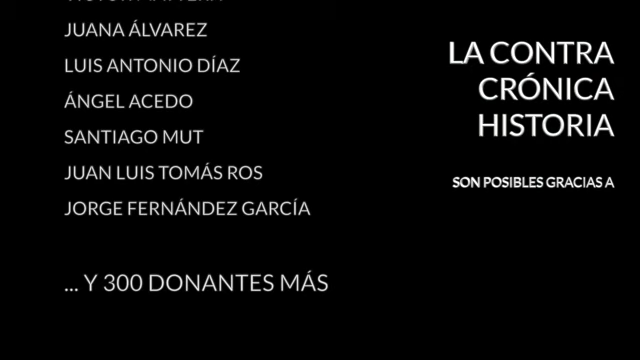 JUANA ÁLVAREZ
LUIS ANTONIO DÍAZ
ÁNGEL ACEDO
SANTIAGO MUT
JUAN LUIS TOMÁS ROS
JORGE FERNÁNDEZ GARCÍA
... Y 300 DONANTES MÁS
LA CONTRA
CRÓNICA
HISTORIA
SON POSIBLES GRACIAS A